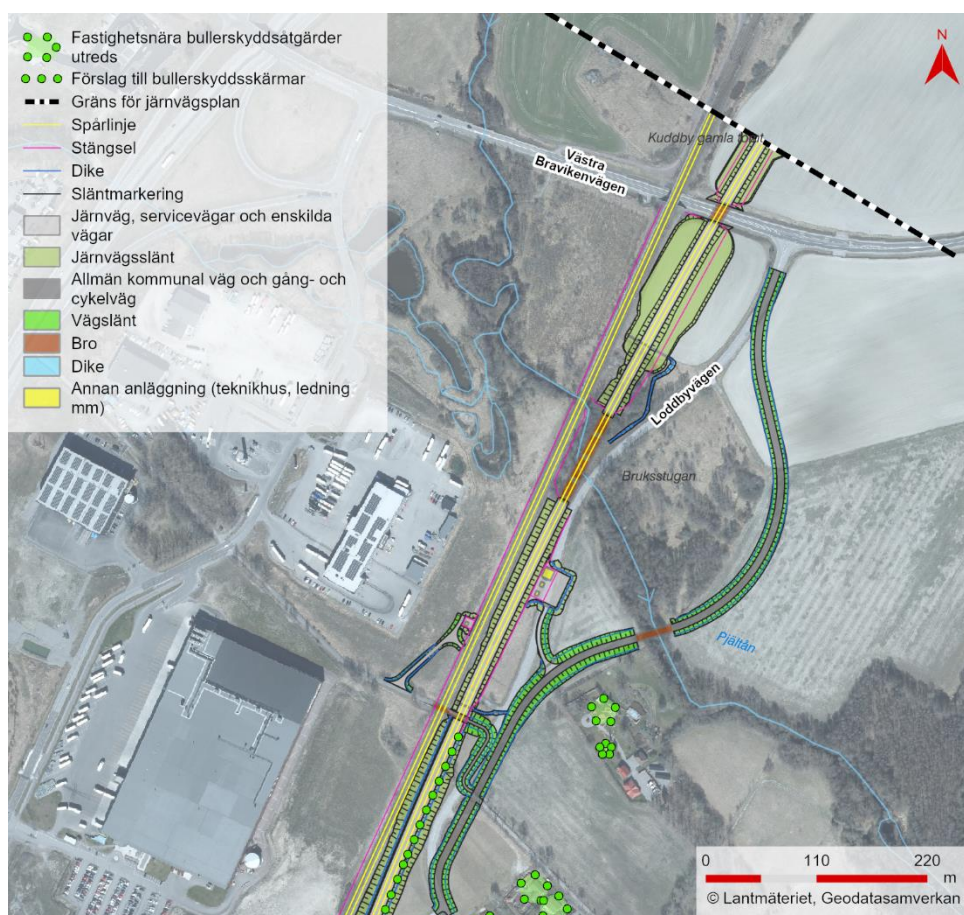 Fastighetsnära bullerskyddsåtgärder
utreds
Förslag till bullerskyddsskärmar
Gräns för järnvägsplan
Spårlinje
Stängsel
Dike
Släntmarkering
Järnväg, servicevägar och enskilda
vägar
Järnvägsslänt
Allmän kommunal väg och gång- och
cykelväg
Vägslänt
Bro
Dike
Annan anläggning (teknikhus, ledning
mm)
N
Kuddby gamla tomt
Västra
Bravikenvägen
Loddbyvägen
Bruksstugan
Pjältån
0 110 220
m
© Lantmäteriet, Geodatasamverkan